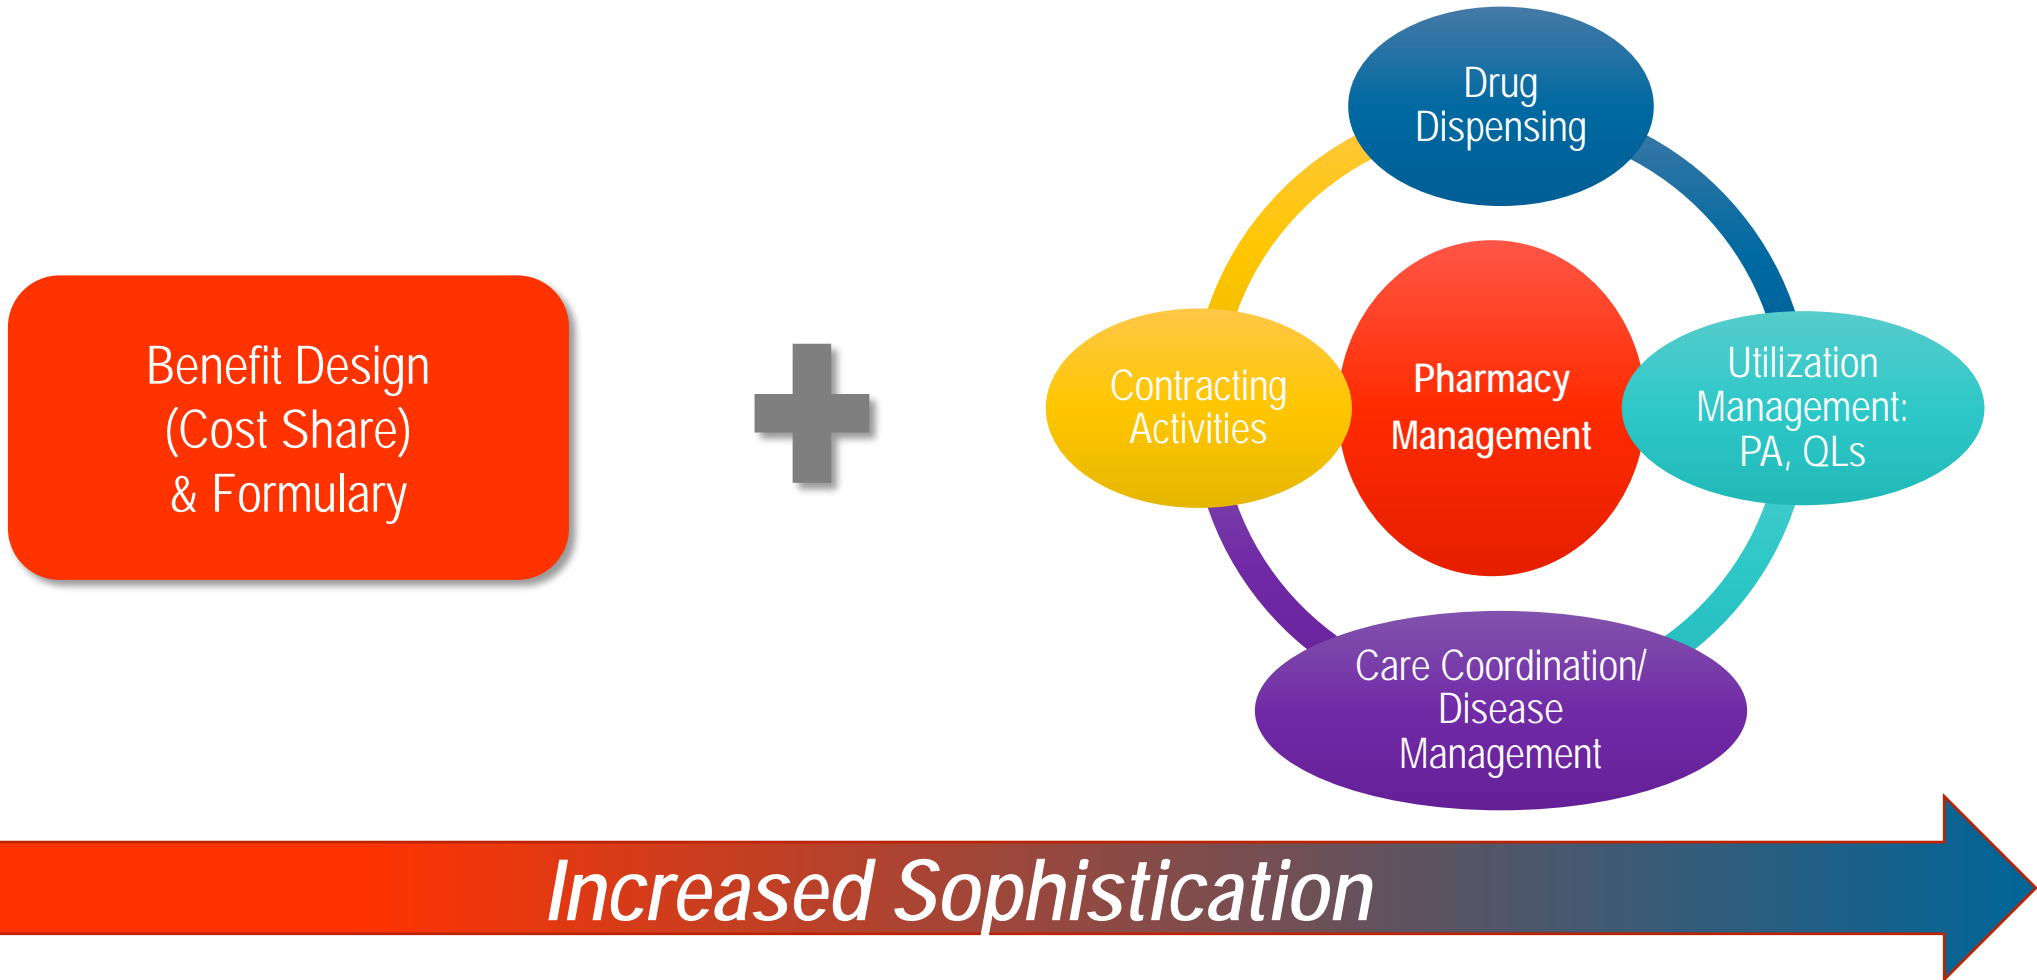 Benefit Design
(Cost Share)
& Formulary
Drug
Dispensing
Contracting
Activities
Pharmacy
Management
Utilization
Management:
PA, QLs
Care Coordination/
Disease
Management
Increased Sophistication